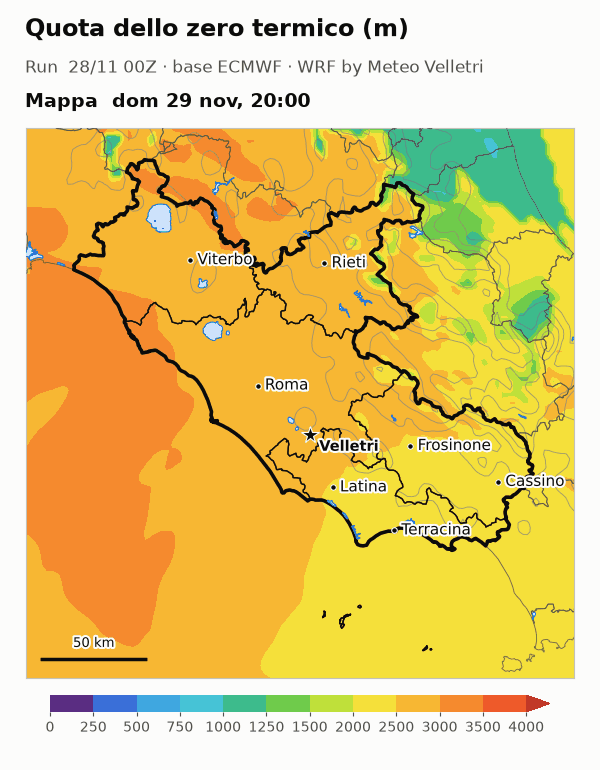 Quota dello zero termico (m)
Run  28/11 00Z · base ECMWF · WRF by Meteo Velletri
Mappa  dom 29 nov, 20:00
Viterbo
Rieti
Roma
Velletri
Frosinone
Latina
Cassino
Terracina
50 km
0 250 500 750 1000 1250 1500 2000 2500 3000 3500 4000